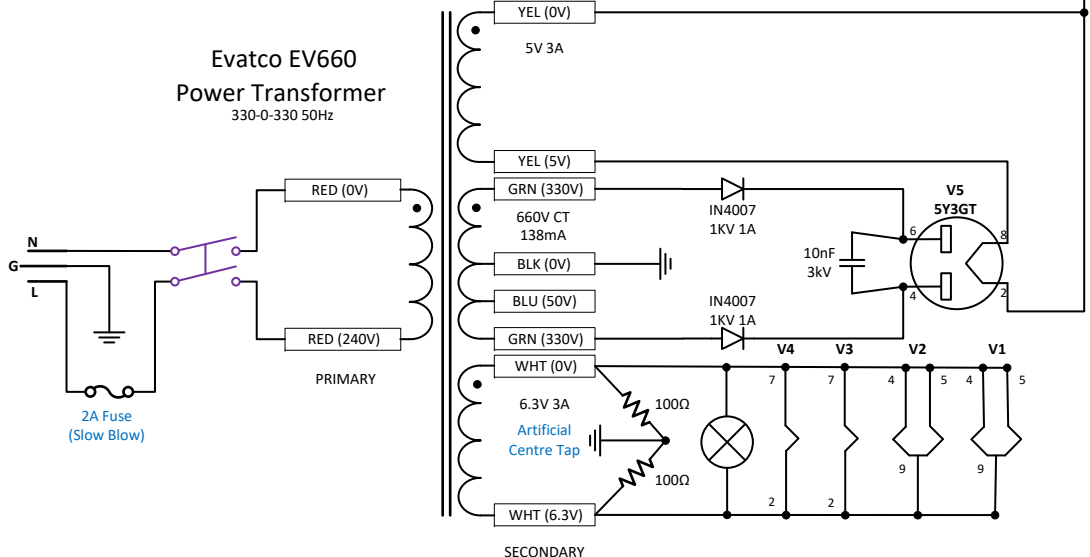 YEL (0V)
5V 3A
Evatco EV660
Power Transformer
330-0-330 50Hz
YEL (5V)
RED (0V)
GRN (330V)
V5
5Y3GT
IN4007
1KV 1A
660V CT
138mA
6
8
N
10nF
3kV
G
BLK (0V)
L
BLU (50V)
IN4007
1KV 1A
4
2
RED (240V)
GRN (330V)
V4
V3
V2
V1
WHT (0V)
PRIMARY
7
7
4
5
4
5
6.3V 3A
100Ω
2A Fuse
(Slow Blow)
Artificial
Centre Tap
9
9
100Ω
2
2
WHT (6.3V)
SECONDARY